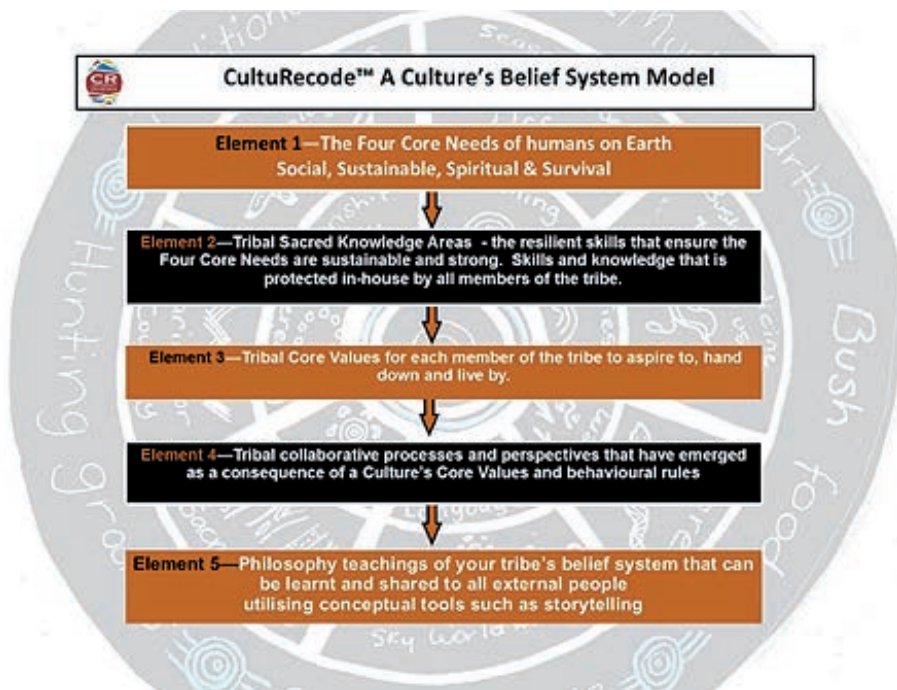 CR
CultuRecode™ A Culture's Belief System Model
Element 1—The Four Core Needs of humans on Earth
Social, Sustainable, Spiritual & Survival
Element 2—Tribal Sacred Knowledge Areas - the resilient skills that ensure the
Four Core Needs are sustainable and strong. Skills and knowledge that is
protected in-house by all members of the tribe.
Element 3—Tribal Core Values for each member of the tribe to aspire to, hand
down and live by.
Element 4—Tribal collaborative processes and perspectives that have emerged
as a consequence of a Culture's Core Values and behavioural rules
Element 5—Philosophy teachings of your tribe's belief system that can
be learnt and shared to all external people
utilising conceptual tools such as storytelling
Hunting
Bush
food
Sky World